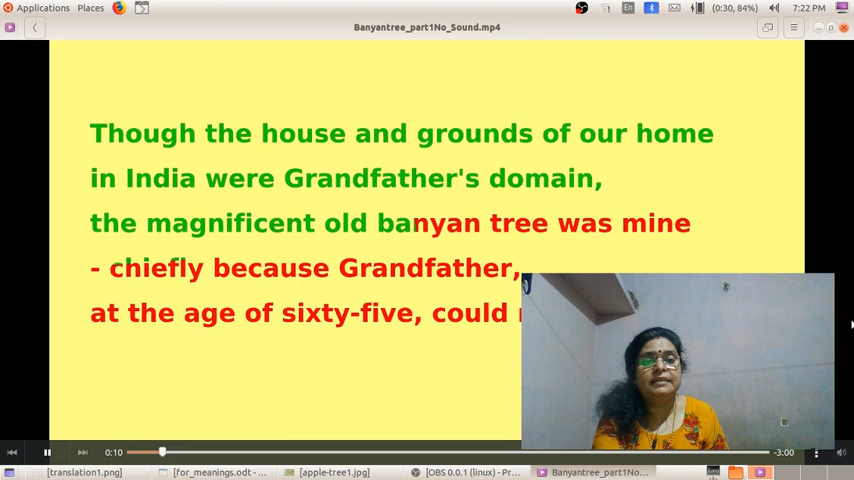 Applications Places En (0:30, 84%) 7:22 PM
Banyantree_part1No_Sound.mp4
Though the house and grounds of our home
in India were Grandfather's domain,
the magnificent old banyan tree was mine
- chiefly because Grandfather,
at the age of sixty-five, could
0:10 -3:00
[translation1.png] [for_meanings.odt - ... [apple-tree1.jpg] [OBS 0.0.1 (linux) - Pr... Banyantree_part1No...